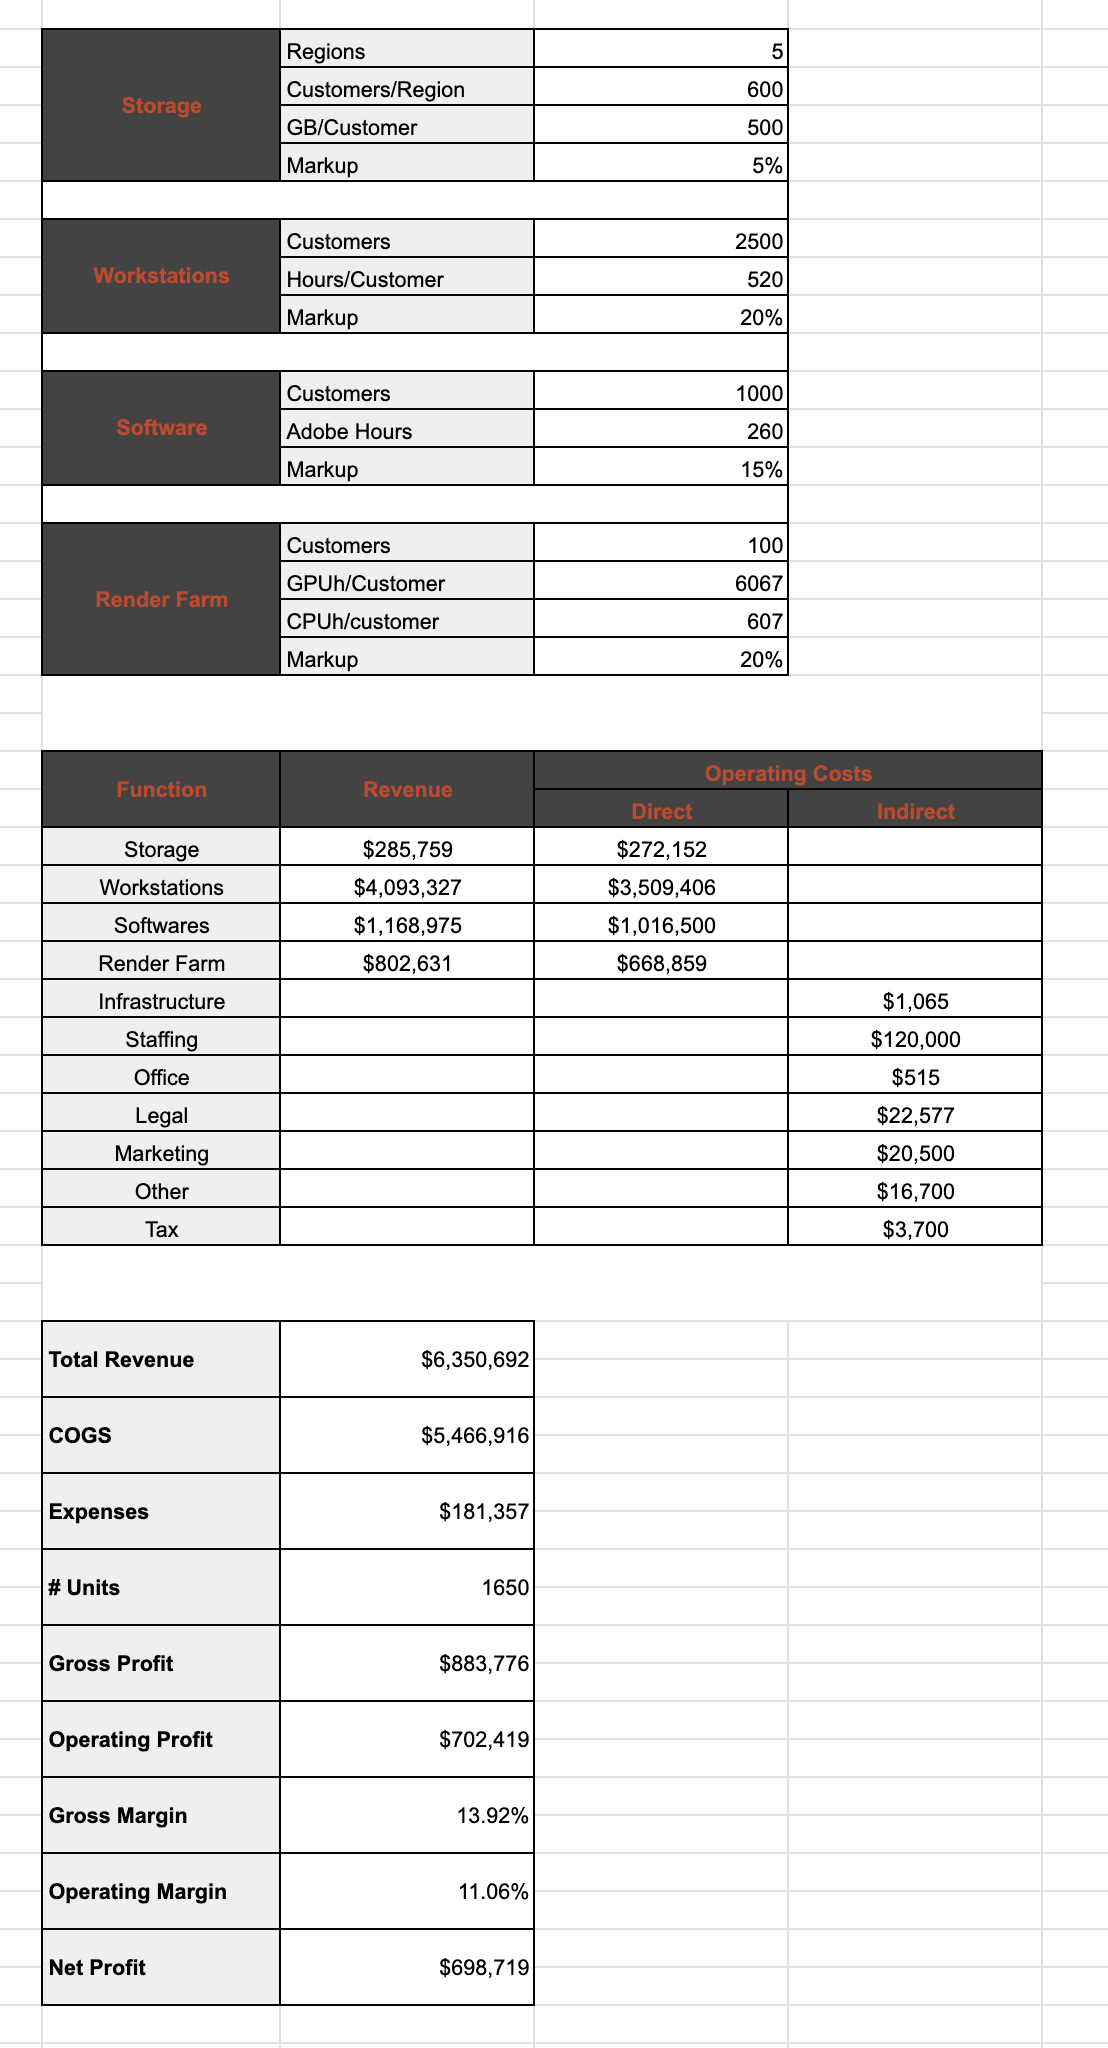 Storage
Regions 5
Customers/Region 600
GB/Customer 500
Markup 5%
Workstations
Customers 2500
Hours/Customer 520
Markup 20%
Software
Customers 1000
Adobe Hours 260
Markup 15%
Render Farm
Customers 100
GPUh/Customer 6067
CPUh/customer 607
Markup 20%
Function Revenue Operating Costs
Direct Indirect
Storage $285,759 $272,152
Workstations $4,093,327 $3,509,406
Softwares $1,168,975 $1,016,500
Render Farm $802,631 $668,859
Infrastructure $1,065
Staffing $120,000
Office $515
Legal $22,577
Marketing $20,500
Other $16,700
Tax $3,700
Total Revenue $6,350,692
COGS $5,466,916
Expenses $181,357
# Units 1650
Gross Profit $883,776
Operating Profit $702,419
Gross Margin 13.92%
Operating Margin 11.06%
Net Profit $698,719